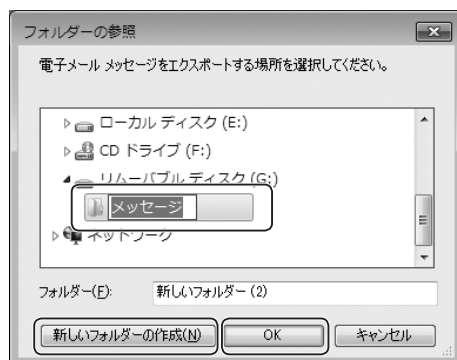 フォルダーの参照
電子メール メッセージをエクスポートする場所を選択してください。
ローカル ディスク (E:)
CD ドライブ (F:)
リムーバブル ディスク (G:)
メッセージ
ネットワーク
フォルダー(F): 新しいフォルダー (2)
新しいフォルダーの作成(N) OK キャンセル